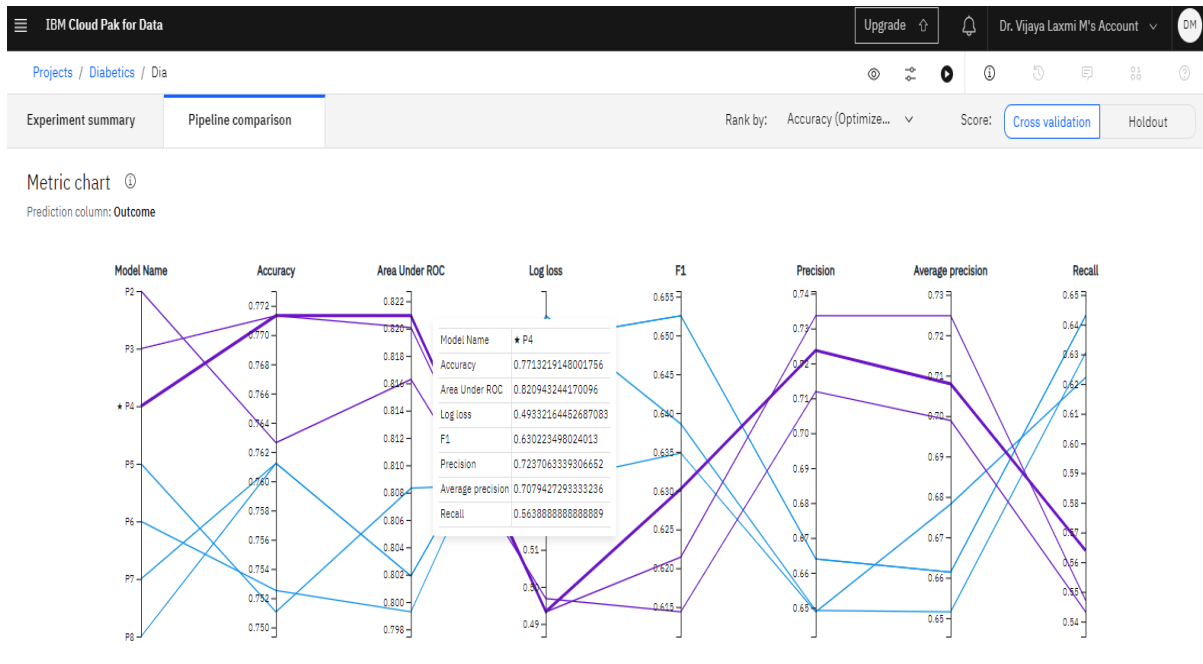 IBM Cloud Pak for Data
Upgrade
Dr. Vijaya Laxmi M's Account
DM
Projects / Diabetics / Dia
Experiment summary
Pipeline comparison
Rank by: Accuracy (Optimize...
Score: Cross validation Holdout
Metric chart
Prediction column: Outcome
Model Name Accuracy Area Under ROC Log loss F1 Precision Average precision Recall
P2
P3
★ P4
P5
P6
P7
P8
0.772
0.770
0.768
0.766
0.764
0.762
0.760
0.758
0.756
0.754
0.752
0.750
0.822
0.820
0.818
0.816
0.814
0.812
0.810
0.808
0.806
0.804
0.802
0.800
0.798
Model Name ★ P4
Accuracy 0.7713219148001756
Area Under ROC 0.820943244170096
Log loss 0.49332164452687083
F1 0.630223498024013
Precision 0.7237063339306652
Average precision 0.7079427293333236
Recall 0.5638888888888889
0.51
0.49
0.655
0.650
0.645
0.640
0.635
0.630
0.625
0.620
0.615
0.74
0.73
0.72
0.71
0.70
0.69
0.68
0.67
0.66
0.65
0.73
0.72
0.71
0.70
0.69
0.68
0.67
0.66
0.65
0.65
0.64
0.63
0.62
0.61
0.60
0.59
0.58
0.57
0.56
0.55
0.54